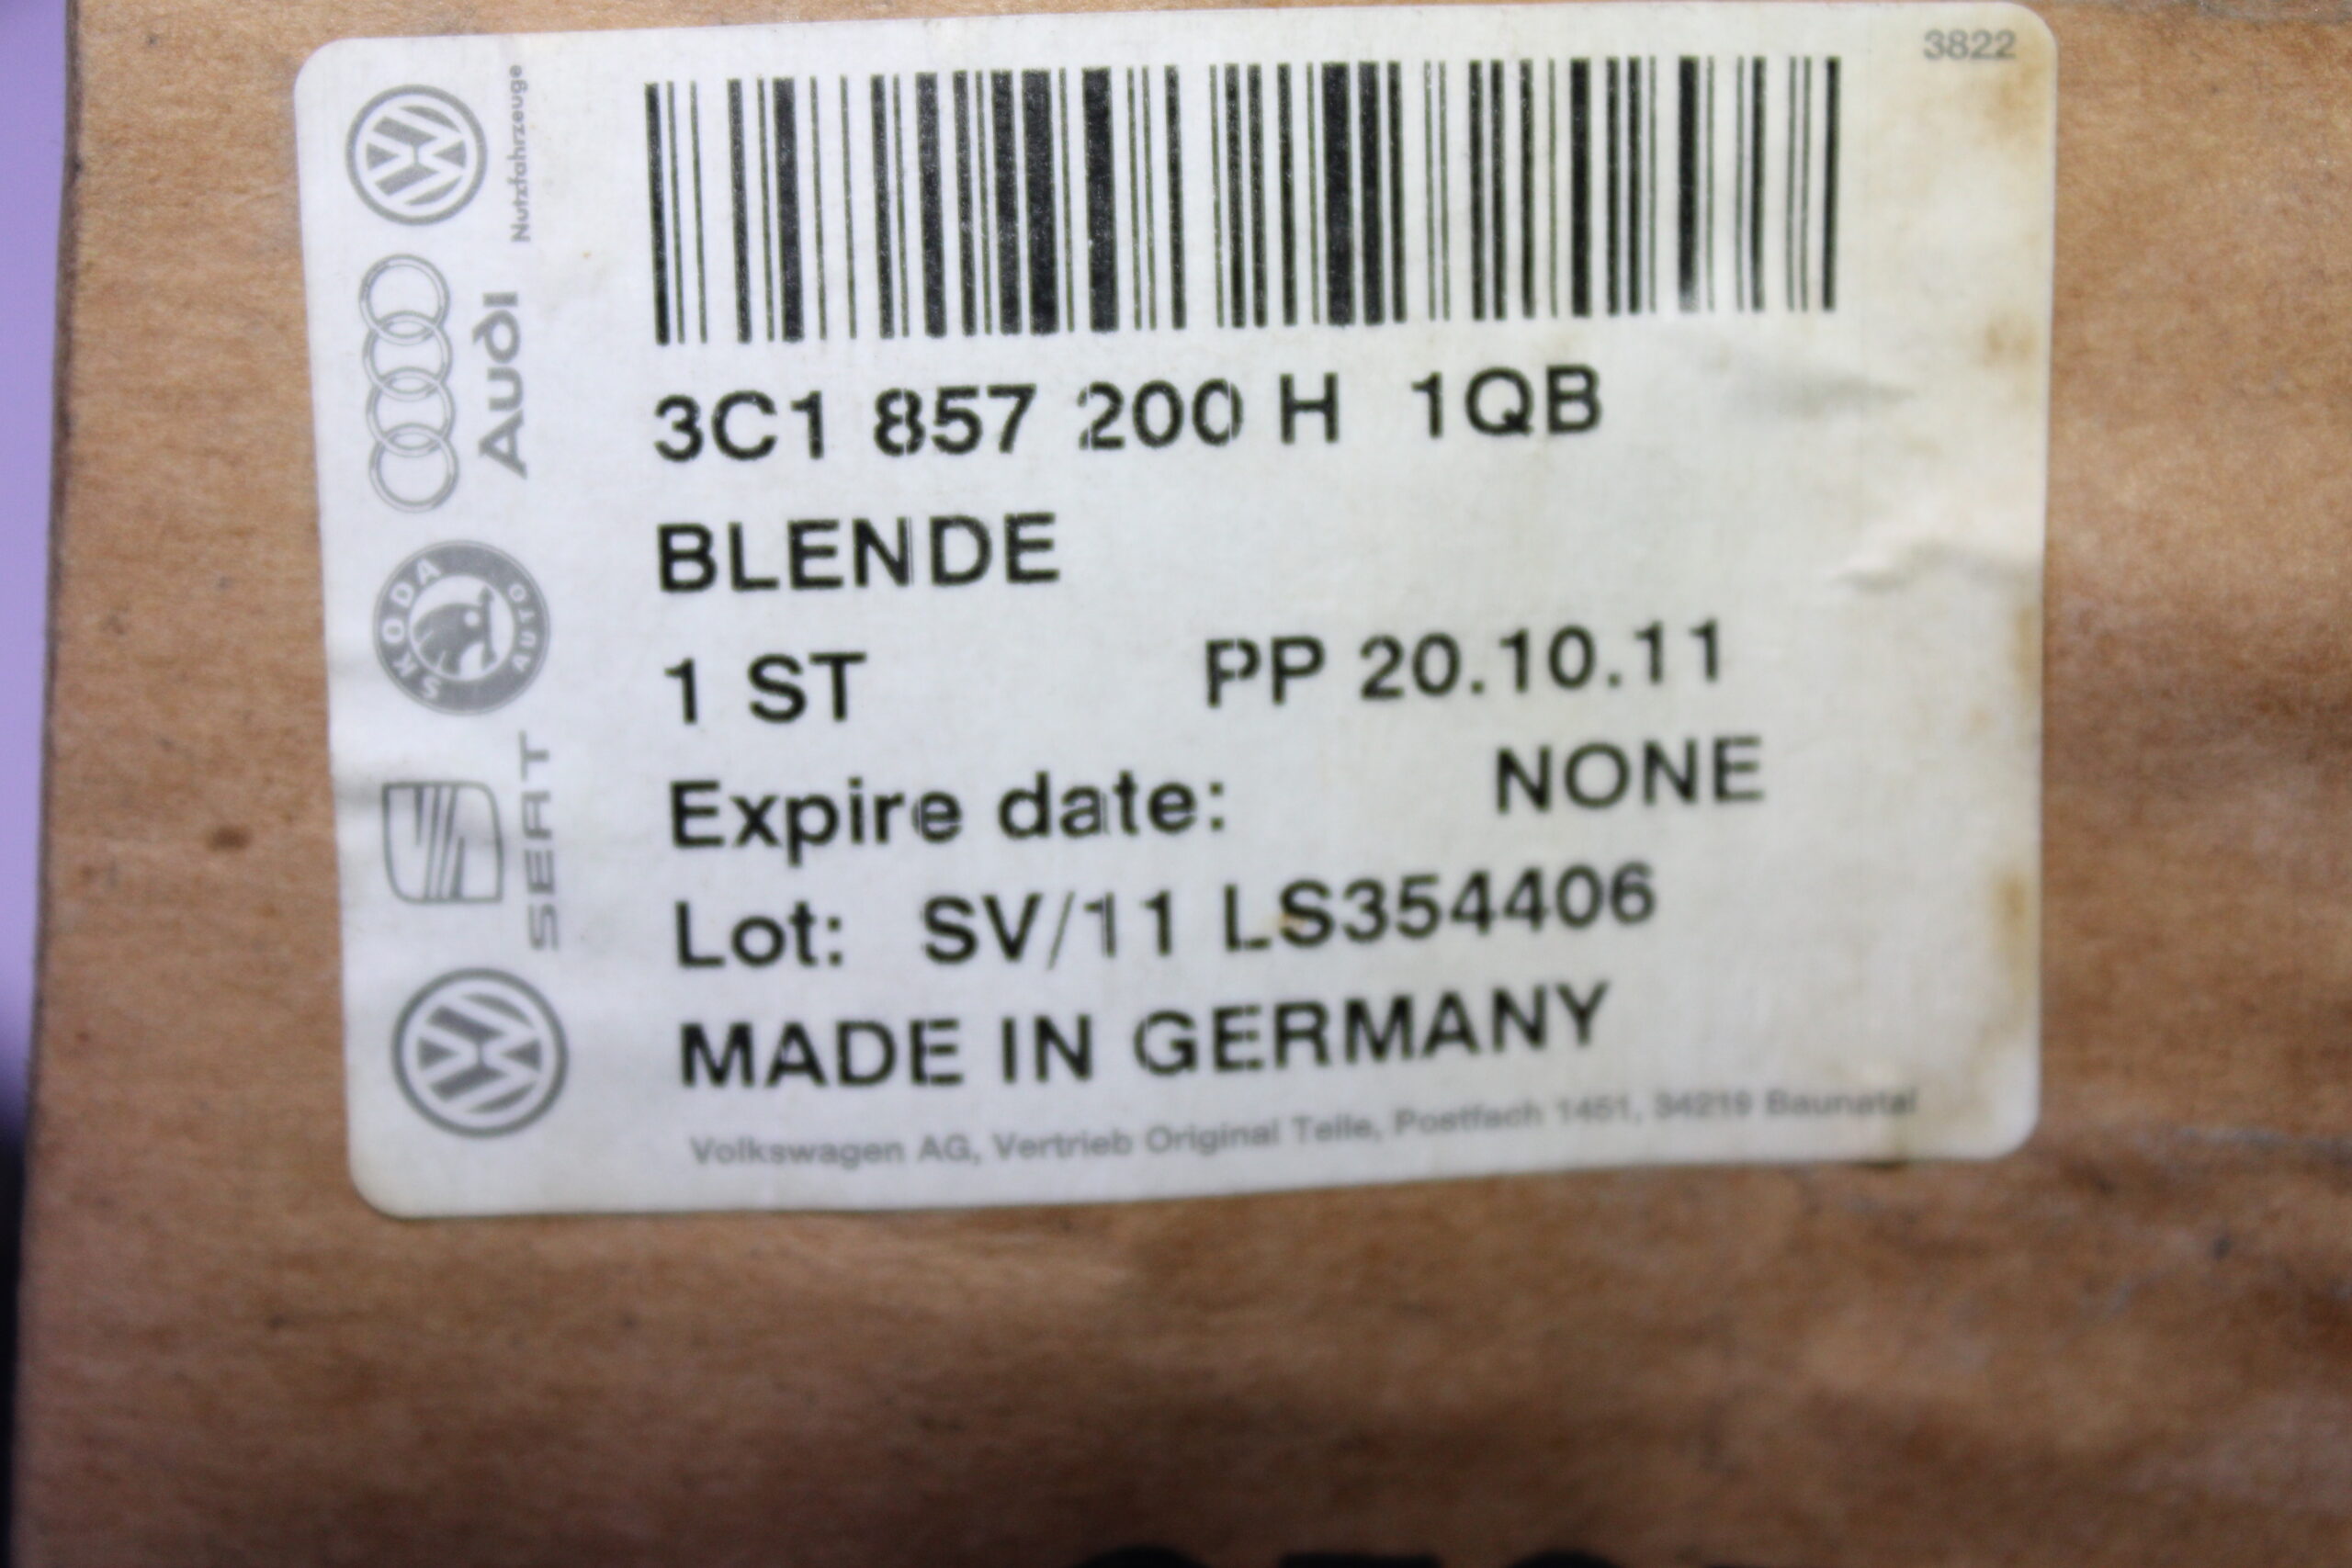 3822
Nutzfahrzeuge
Audi
SKODA AUTO
SEAT
3C1 857 200 H 1QB
BLENDE
1 ST PP 20.10.11
Expire date: NONE
Lot: SV/11 LS354406
MADE IN GERMANY
Volkswagen AG, Vertrieb Original Teile, Postfach 1451, 34219 Baunatal